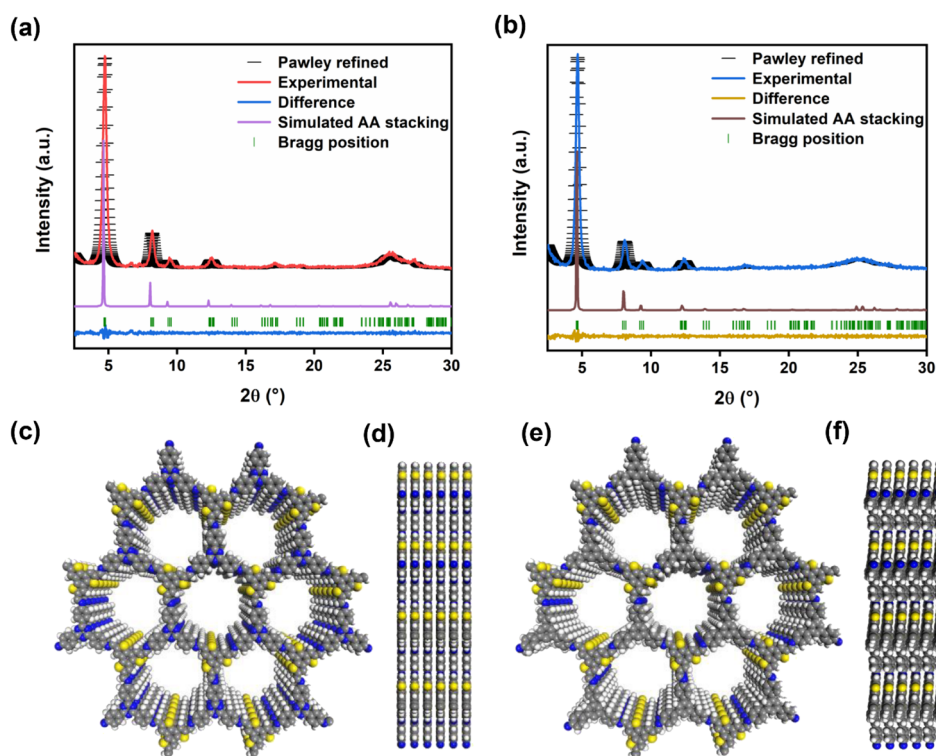 (a)
Intensity (a.u.)
Pawley refined
Experimental
Difference
Simulated AA stacking
Bragg position
5 10 15 20 25 30
2θ (°)
(b)
Intensity (a.u.)
Pawley refined
Experimental
Difference
Simulated AA stacking
Bragg position
5 10 15 20 25 30
2θ (°)
(c)
(d)
(e)
(f)